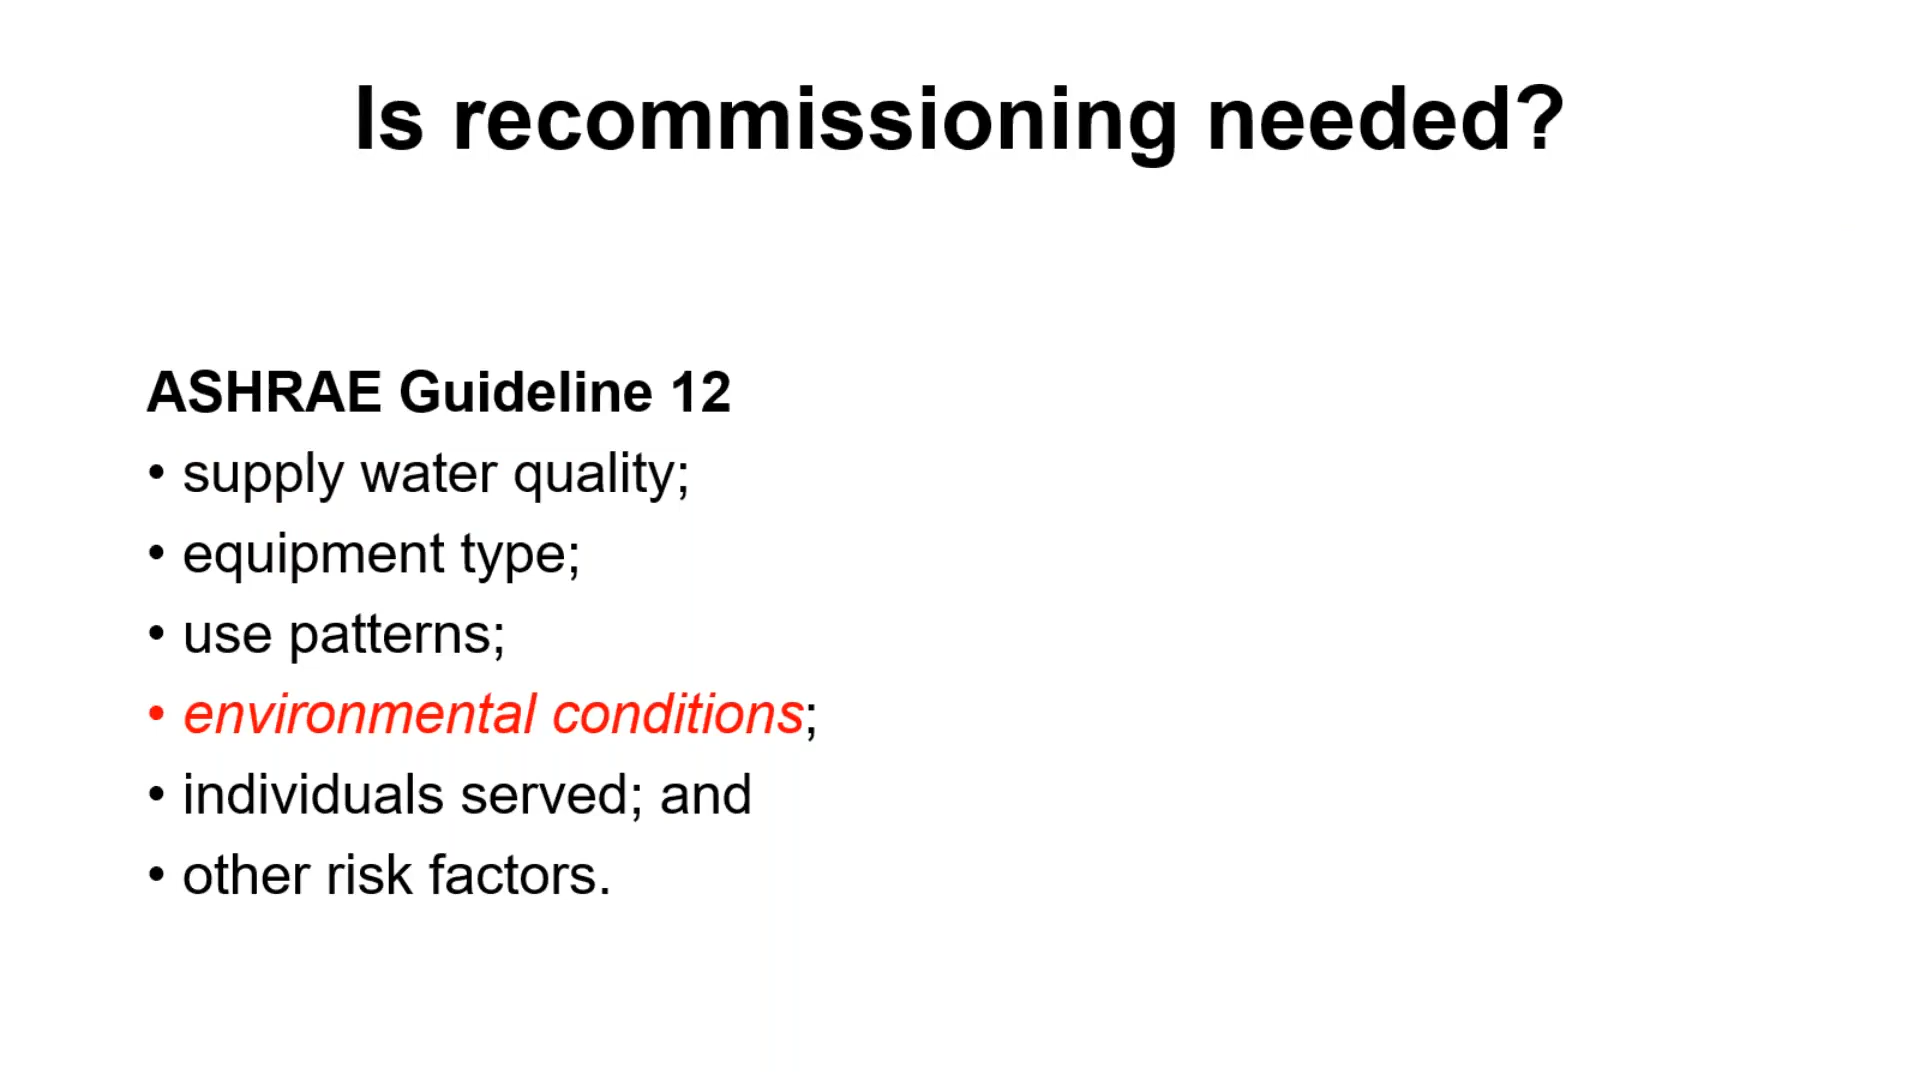 Is recommissioning needed?
ASHRAE Guideline 12
• supply water quality;
• equipment type;
• use patterns;
• environmental conditions;
• individuals served; and
• other risk factors.